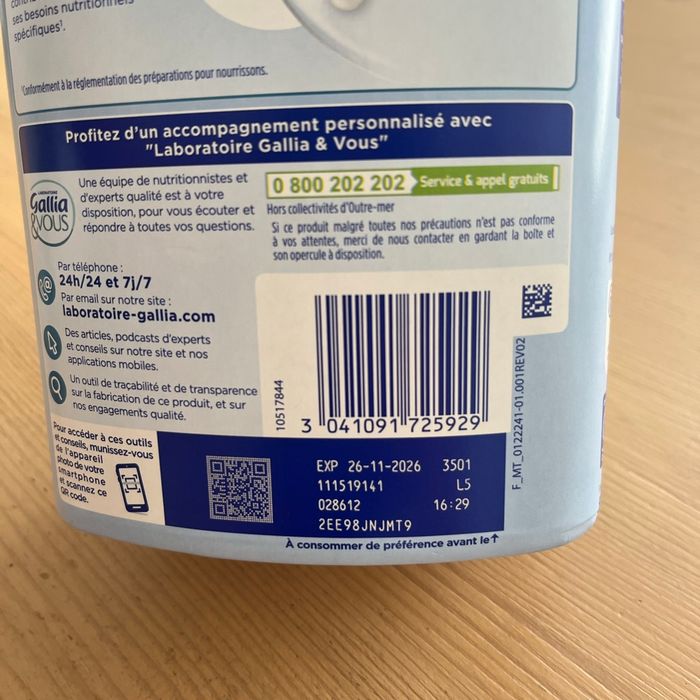 ses besoins nutritionnels
spécifiques¹.
¹Conformément à la réglementation des préparations pour nourrissons.
Profitez d'un accompagnement personnalisé avec
"Laboratoire Gallia & Vous"
LABORATOIRE
Gallia
& VOUS
Une équipe de nutritionnistes et
d'experts qualité est à votre
disposition, pour vous écouter et
répondre à toutes vos questions.
0 800 202 202 Service & appel gratuits
Hors collectivités d'Outre-mer
Si ce produit malgré toutes nos précautions n'est pas conforme
à vos attentes, merci de nous contacter en gardant la boîte et
son opercule à disposition.
Par téléphone :
24h/24 et 7j/7
Par email sur notre site :
laboratoire-gallia.com
Des articles, podcasts d'experts
et conseils sur notre site et nos
applications mobiles.
Un outil de traçabilité et de transparence
sur la fabrication de ce produit, et sur
nos engagements qualité.
Pour accéder à ces outils
et conseils, munissez-vous
de l'appareil
photo de votre
smartphone
et scannez ce
QR code.
10517844
3 041091 725929
F_MT_0122241-01.001REV02
EXP 26-11-2026 3501
111519141 L5
028612 16:29
2EE98JNJMT9
À consommer de préférence avant le↑